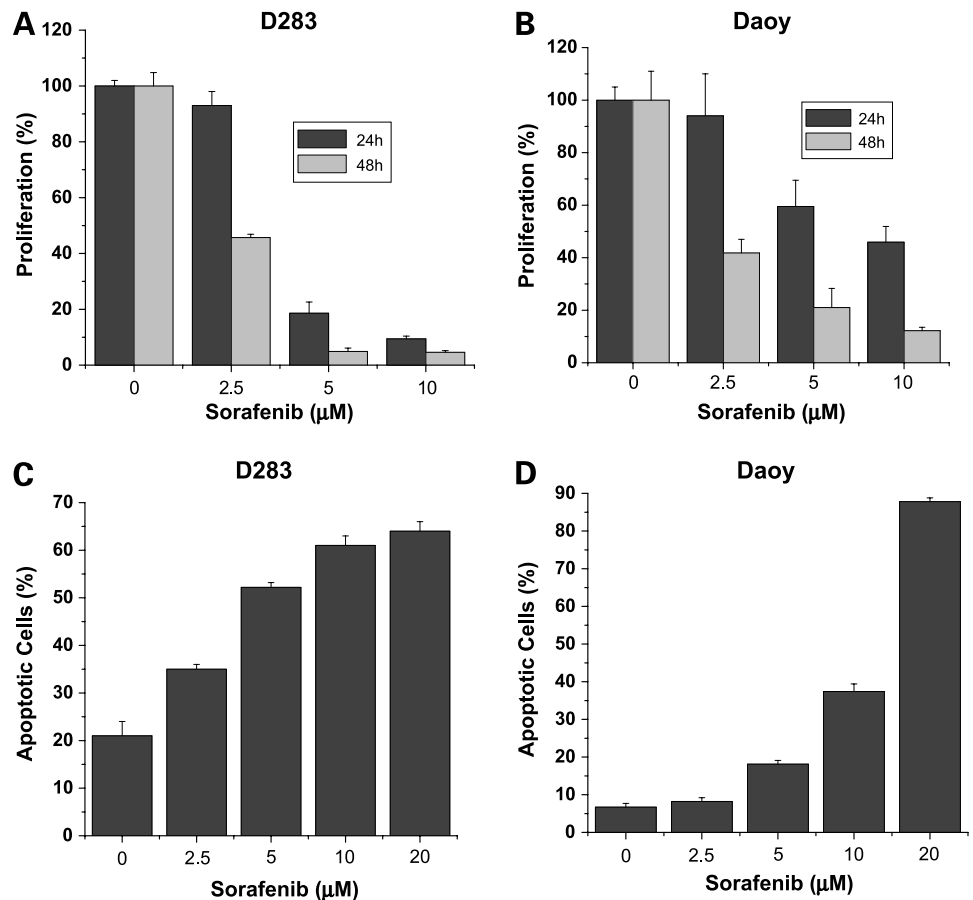 A
D283
120
100
80
60
40
20
0
Proliferation (%)
24h
48h
0 2.5 5 10
Sorafenib (μM)
B
Daoy
120
100
80
60
40
20
0
Proliferation (%)
24h
48h
0 2.5 5 10
Sorafenib (μM)
C
D283
70
60
50
40
30
20
10
0
Apoptotic Cells (%)
0 2.5 5 10 20
Sorafenib (μM)
D
Daoy
90
80
70
60
50
40
30
20
10
0
Apoptotic Cells (%)
0 2.5 5 10 20
Sorafenib (μM)